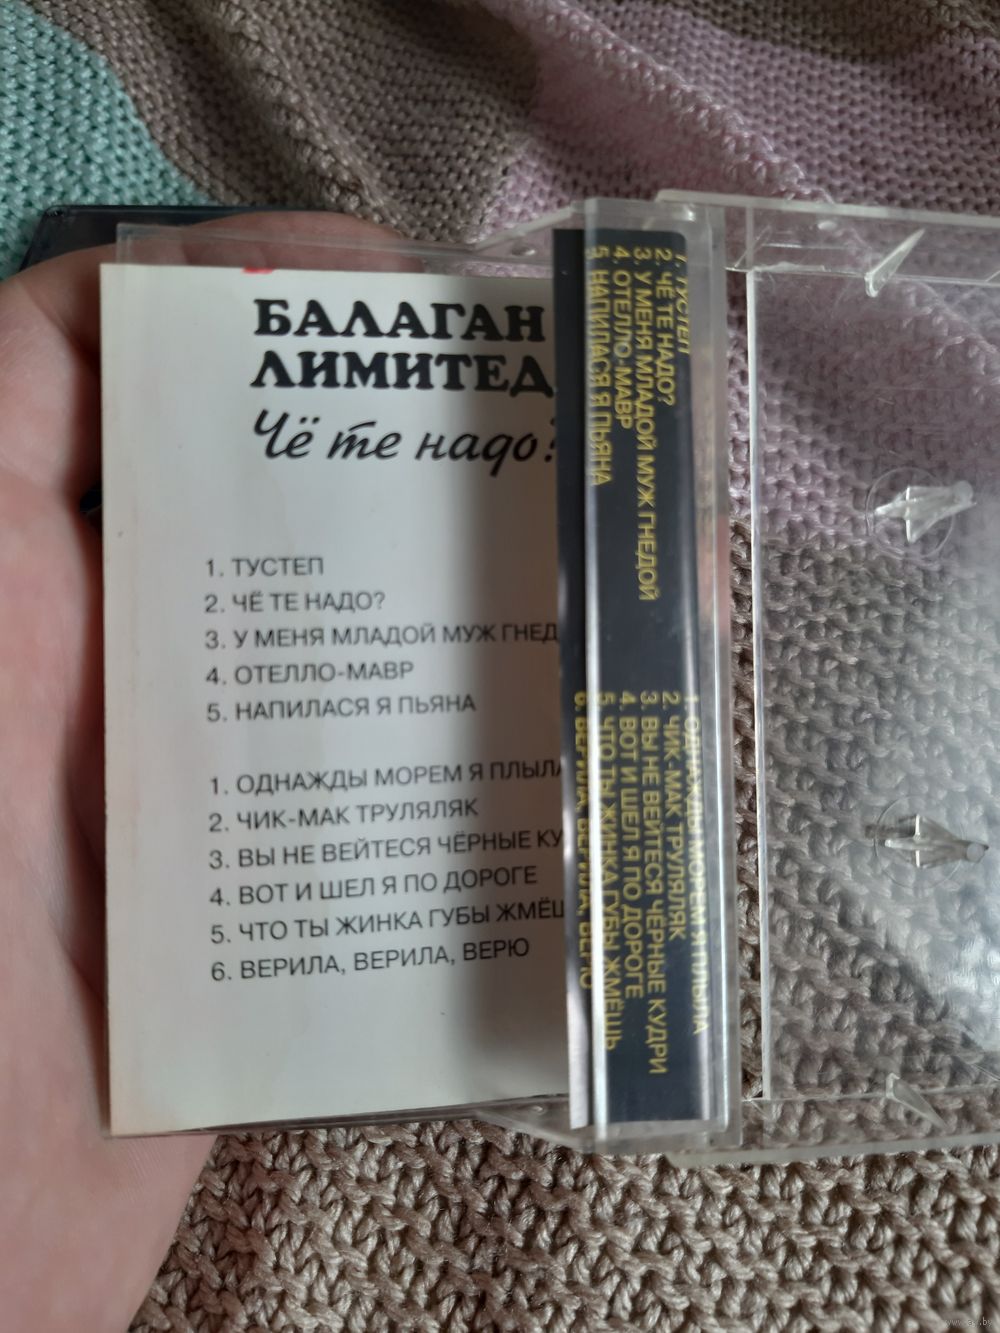 БАЛАГАН
ЛИМИТЕД
Чё те надо?
1. ТУСТЕП
2. ЧЁ ТЕ НАДО?
3. У МЕНЯ МЛАДОЙ МУЖ ГНЕД
4. ОТЕЛЛО-МАВР
5. НАПИЛАСЯ Я ПЬЯНА
1. ОДНАЖДЫ МОРЕМ Я ПЛЫЛА
2. ЧИК-МАК ТРУЛЯЛЯК
3. ВЫ НЕ ВЕЙТЕСЯ ЧЁРНЫЕ КУ
4. ВОТ И ШЕЛ Я ПО ДОРОГЕ
5. ЧТО ТЫ ЖИНКА ГУБЫ ЖМЁШ
6. ВЕРИЛА, ВЕРИЛА, ВЕРЮ
1. ТУСТЕП
2. ЧЁ ТЕ НАДО?
3. У МЕНЯ МЛАДОЙ МУЖ ГНЕДОЙ
4. ОТЕЛЛО-МАВР
5. НАПИЛАСЯ Я ПЬЯНА
1. ОДНАЖДЫ МОРЕМ Я ПЛЫЛА
2. ЧИК-МАК ТРУЛЯЛЯК
3. ВЫ НЕ ВЕЙТЕСЯ ЧЁРНЫЕ КУДРИ
4. ВОТ И ШЕЛ Я ПО ДОРОГЕ
5. ЧТО ТЫ ЖИНКА ГУБЫ ЖМЁШЬ
6. ВЕРИЛА, ВЕРИЛА, ВЕРЮ